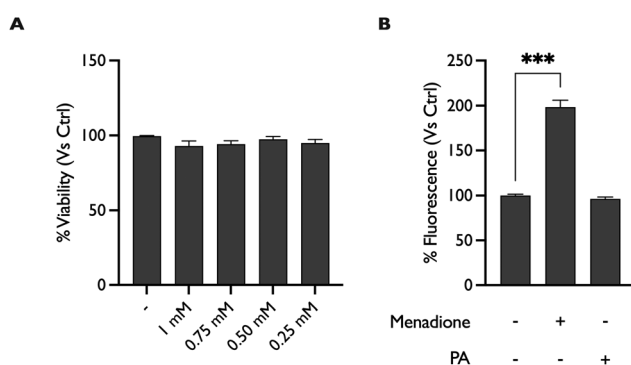 A
% Viability (Vs Ctrl)
150
100
50
0
-
1 mM
0.75 mM
0.50 mM
0.25 mM
B
% Fluorescence (Vs Ctrl)
250
200
150
100
50
0
***
Menadione - + -
PA - - +